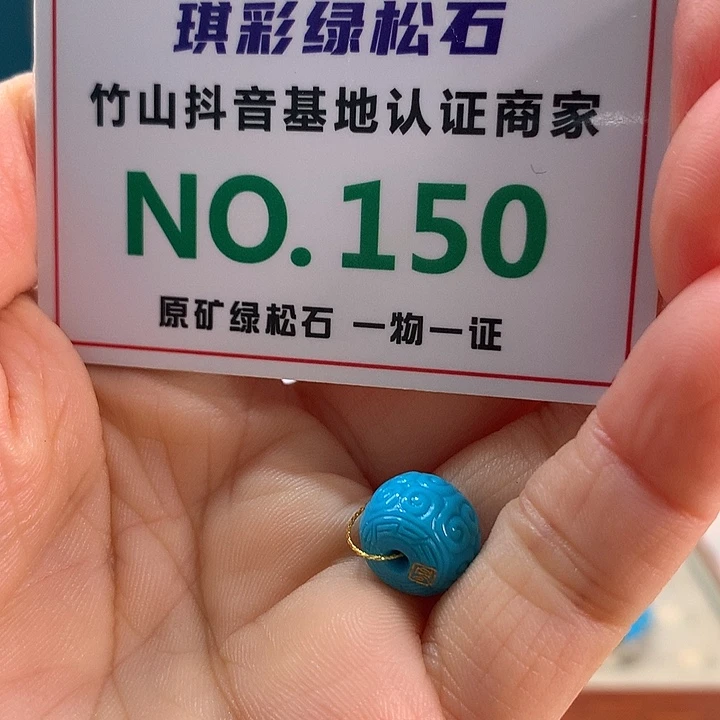 琪彩绿松石
竹山抖音基地认证商家
NO.150
原矿绿松石 一物一证